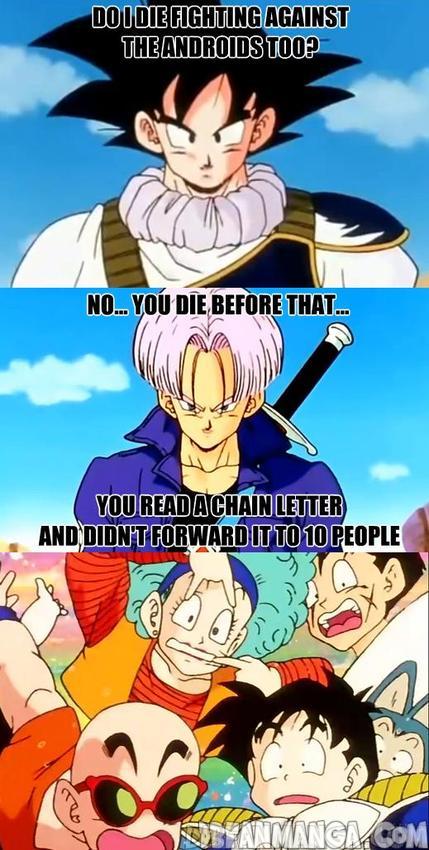 DO I DIE FIGHTING AGAINST
THE ANDROIDS TOO?
NO... YOU DIE BEFORE THAT...
YOU READ A CHAIN LETTER
AND DIDN'T FORWARD IT TO 10 PEOPLE